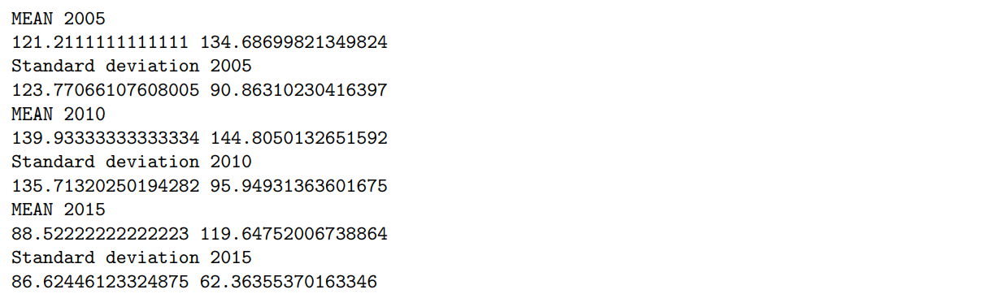 MEAN 2005
121.2111111111111 134.68699821349824
Standard deviation 2005
123.77066107608005 90.86310230416397
MEAN 2010
139.93333333333334 144.8050132651592
Standard deviation 2010
135.71320250194282 95.94931363601675
MEAN 2015
88.52222222222223 119.64752006738864
Standard deviation 2015
86.62446123324875 62.36355370163346